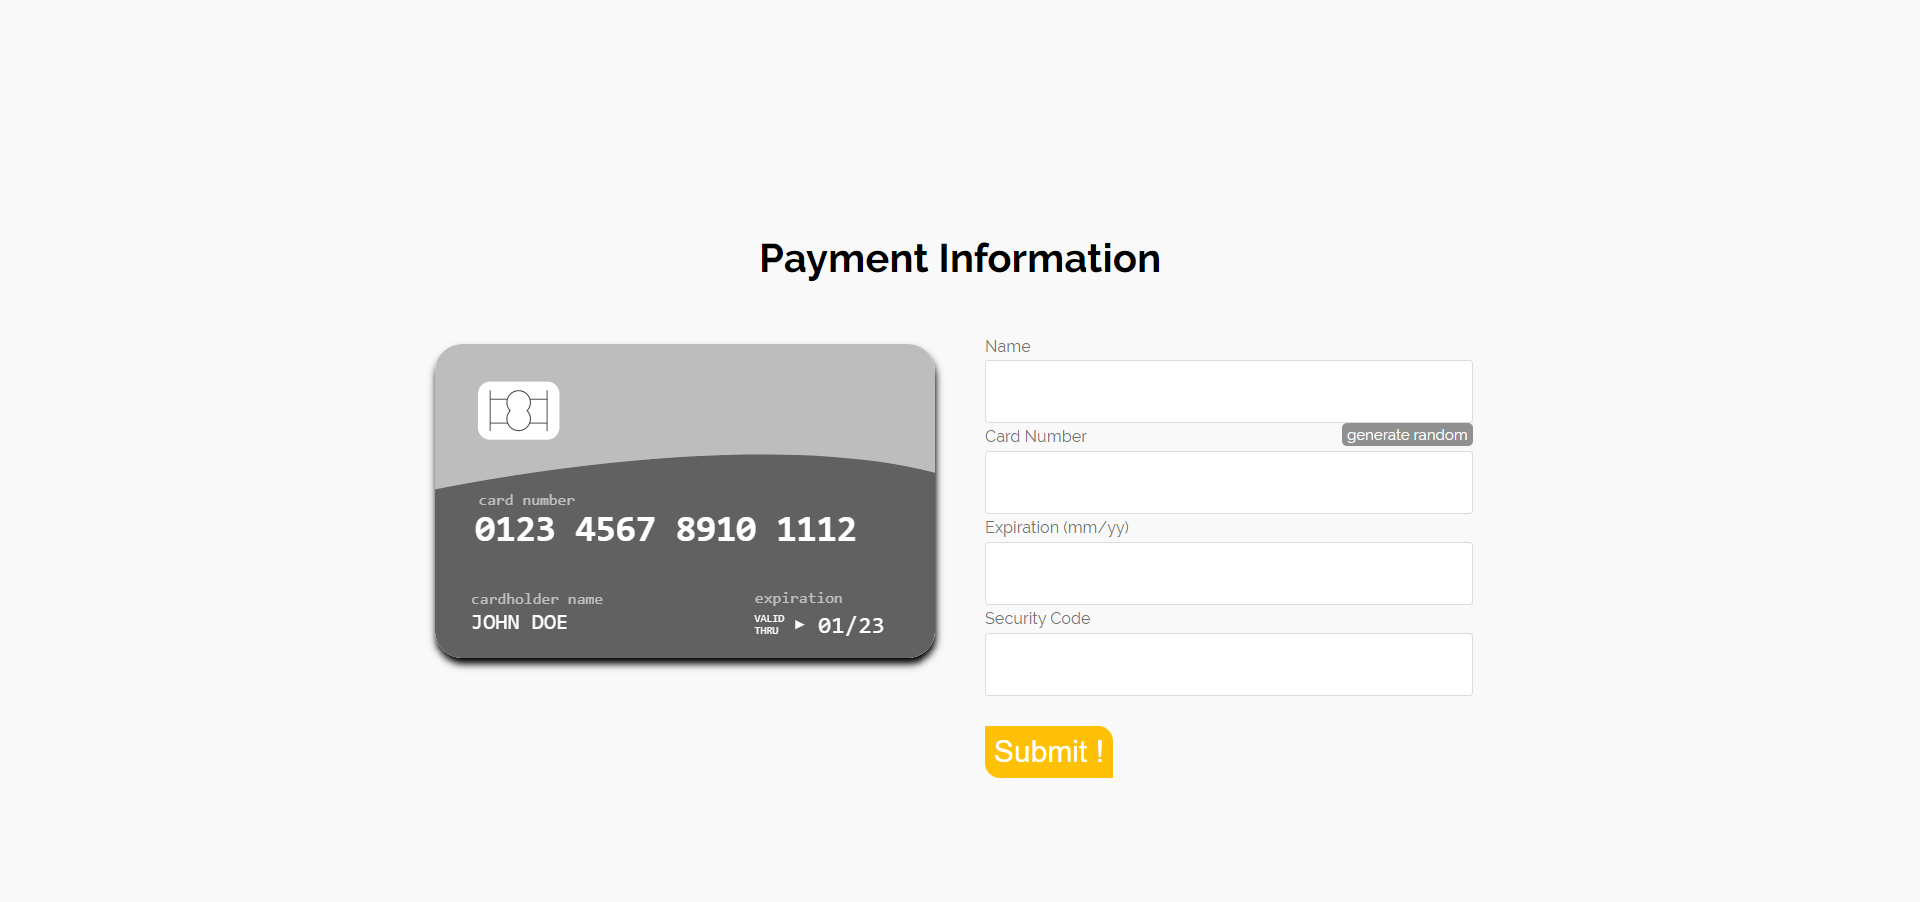 Payment Information
card number
0123 4567 8910 1112
cardholder name
JOHN DOE
expiration
VALID
THRU
01/23
Name
Card Number
generate random
Expiration (mm/yy)
Security Code
Submit !